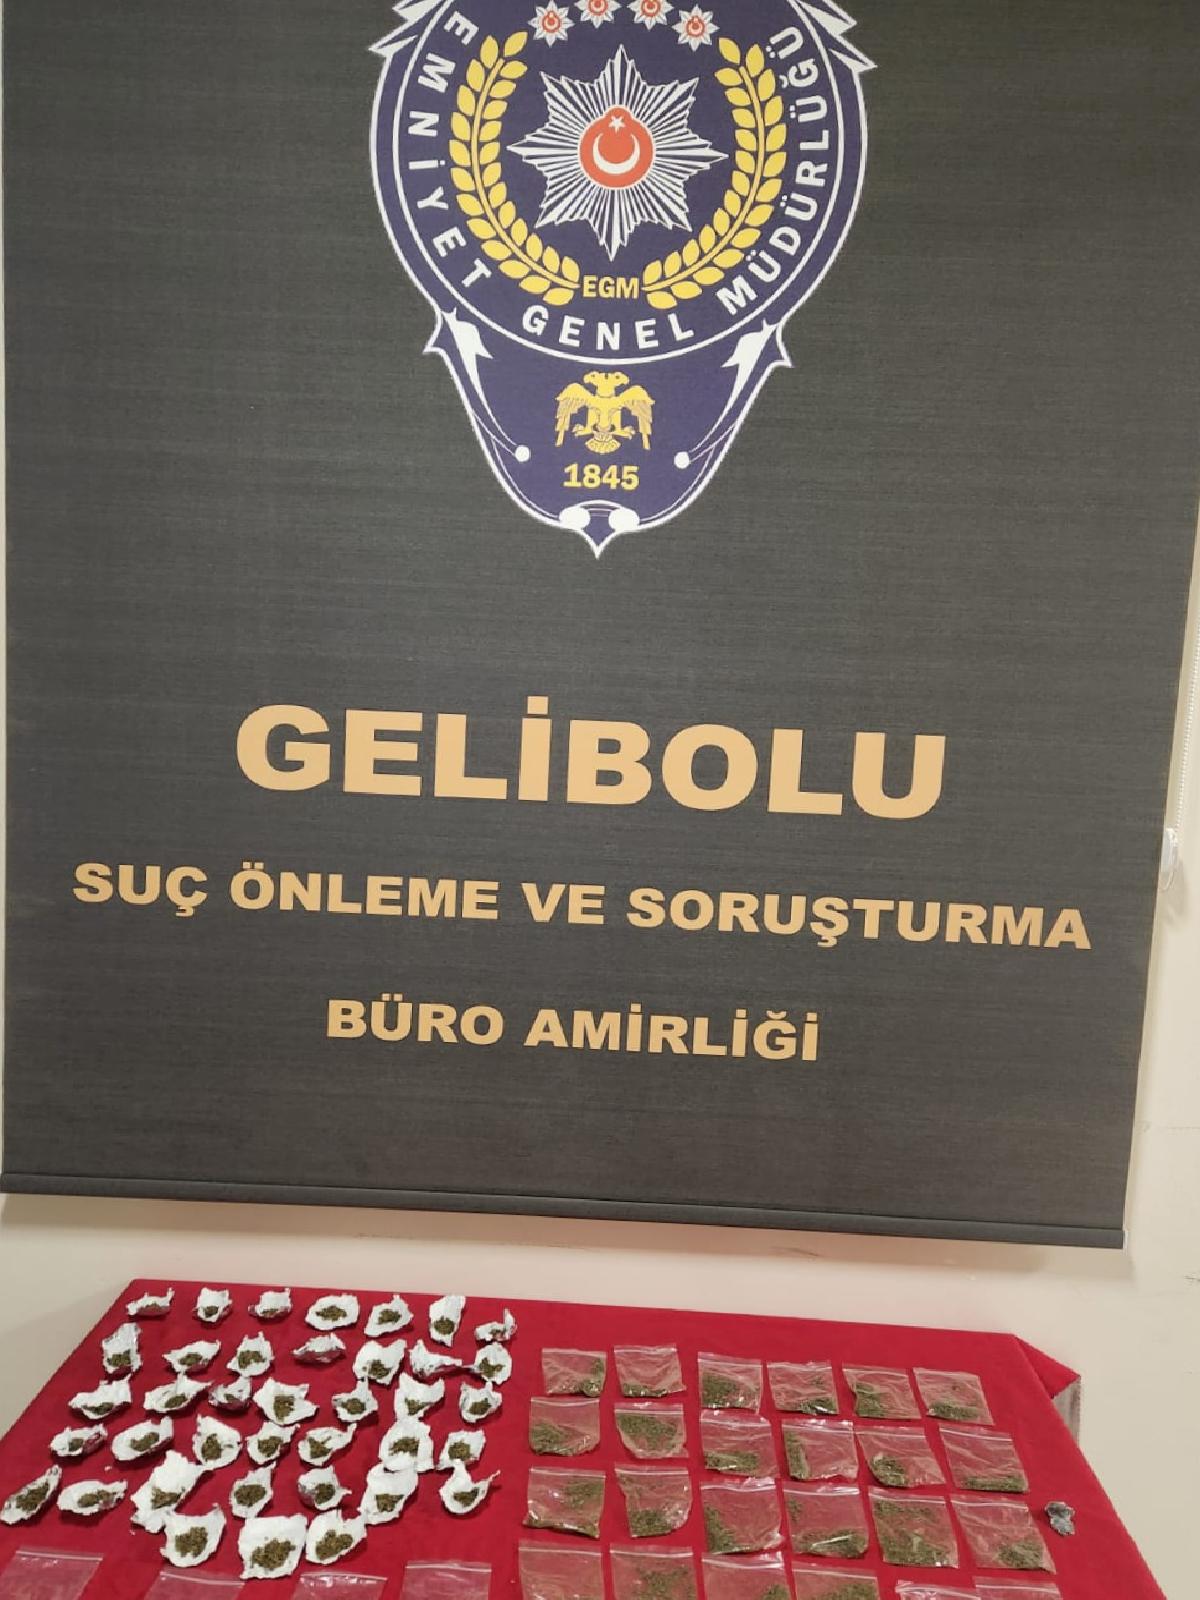 EMNİYET GENEL MÜDÜRLÜĞÜ
EGM
1845
GELİBOLU
SUÇ ÖNLEME VE SORUŞTURMA
BÜRO AMİRLİĞİ